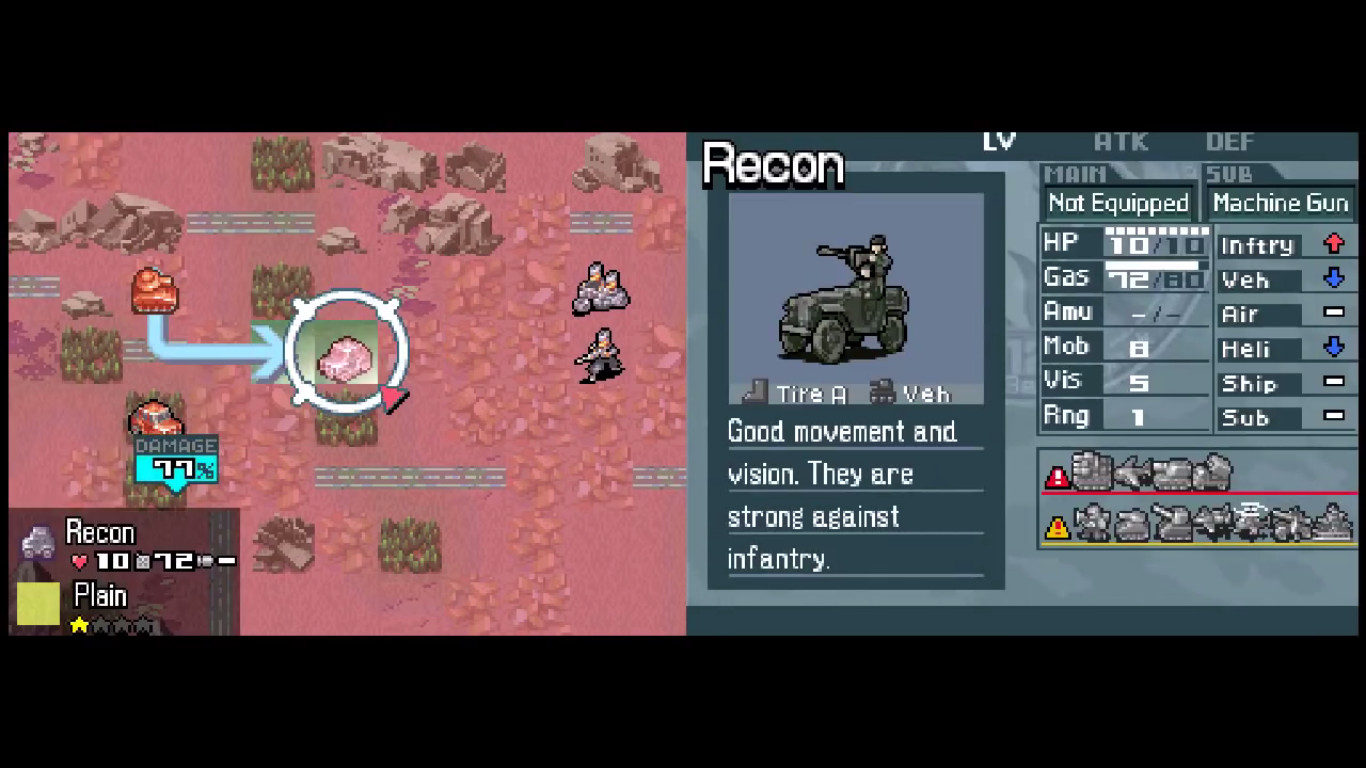 DAMAGE
77%
Recon
10 72 -
Plain
Recon
LV ATK DEF
MAIN SUB
Not Equipped Machine Gun
HP 10/10 Inftry
Gas 72/80 Veh
Amu -/- Air -
Mob 8 Heli
Vis 5 Ship -
Rng 1 Sub -
Tire A Veh
Good movement and
vision. They are
strong against
infantry.